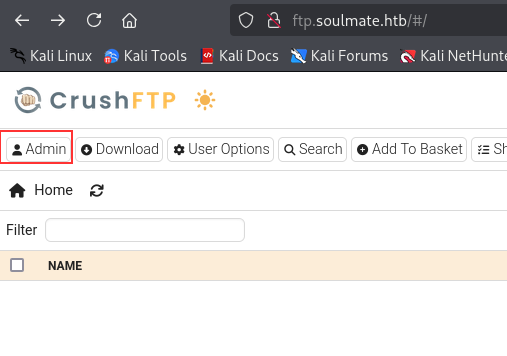 ftp.soulmate.htb/#/
Kali Linux Kali Tools Kali Docs Kali Forums Kali NetHunte
CrushFTP
Admin Download User Options Search Add To Basket Sh
Home
Filter
NAME